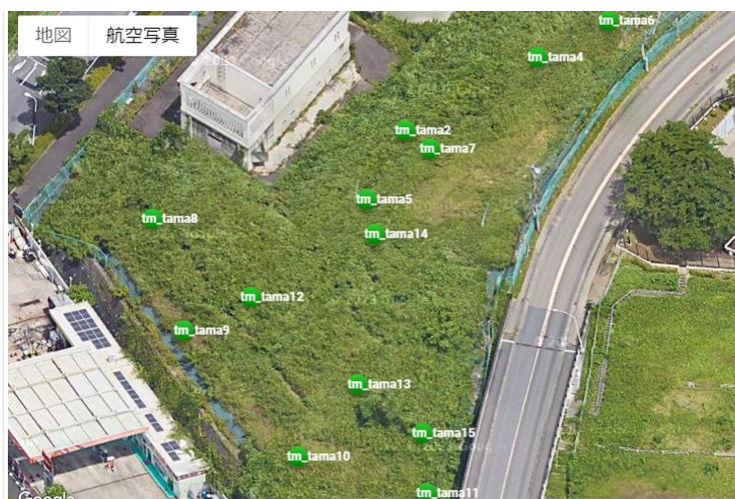 地図 航空写真
tm_tama6
tm_tama4
tm_tama2
tm_tama7
tm_tama5
tm_tama8
tm_tama14
tm_tama12
tm_tama9
tm_tama13
tm_tama15
tm_tama10
tm_tama11
Google